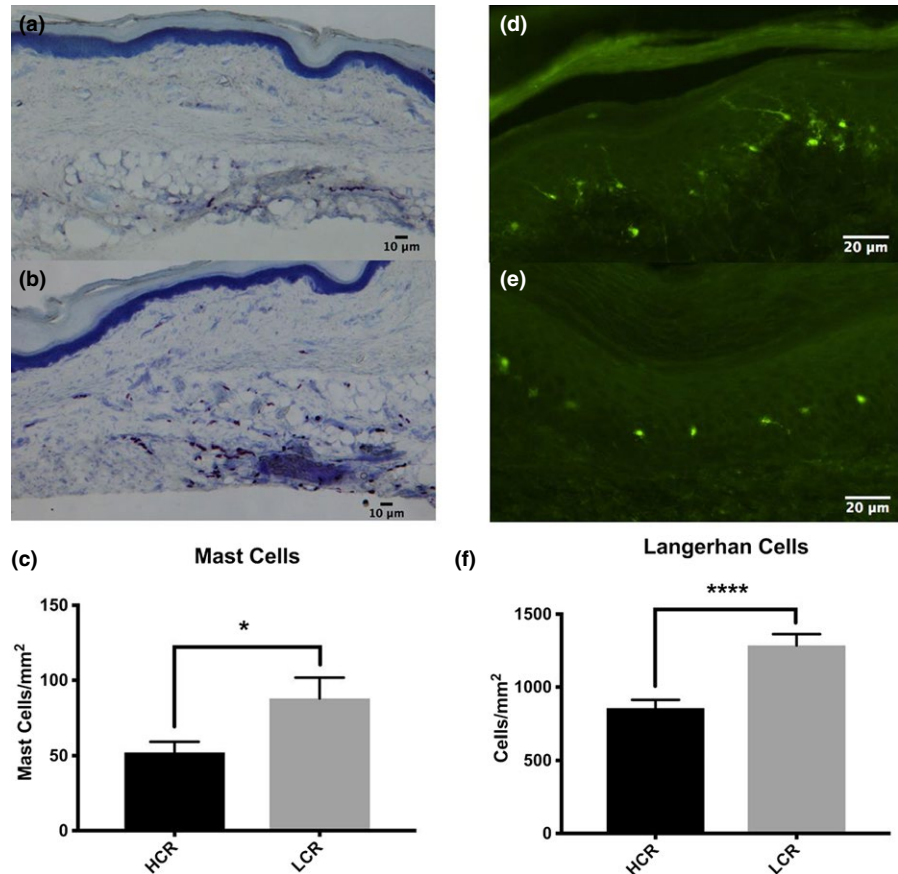 (a)
10 µm
(b)
10 µm
(c)
Mast Cells
150
100
50
0
Mast Cells/mm²
*
HCR
LCR
(d)
20 µm
(e)
20 µm
(f)
Langerhan Cells
1500
1000
500
0
Cells/mm²
****
HCR
LCR